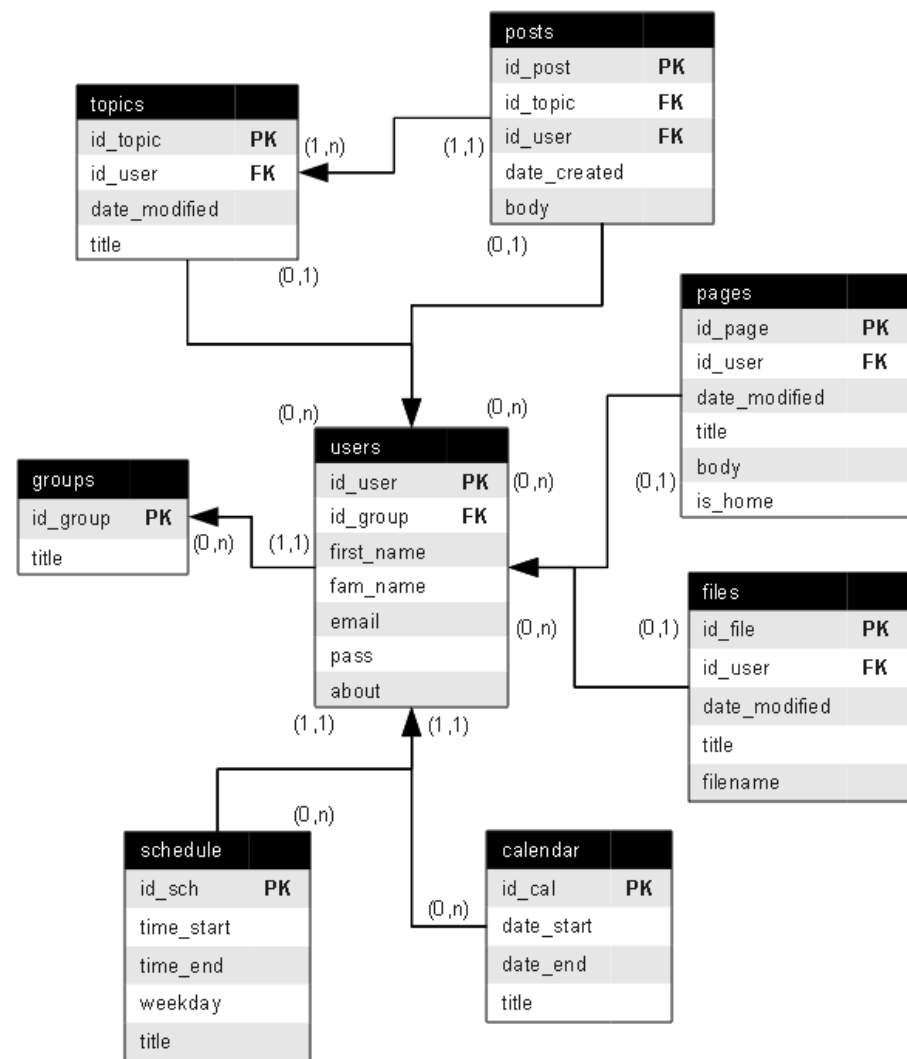 posts
id_post PK
id_topic FK
id_user FK
date_created
body
topics
id_topic PK
id_user FK
date_modified
title
(1,n)
(1,1)
(0,1)
(0,1)
pages
id_page PK
id_user FK
date_modified
title
body
is_home
(0,n)
(0,n)
users
id_user PK
id_group FK
first_name
fam_name
email
pass
about
groups
id_group PK
title
(0,n)
(1,1)
(0,n)
(0,1)
(0,n)
(0,1)
files
id_file PK
id_user FK
date_modified
title
filename
(1,1)
(1,1)
(0,n)
schedule
id_sch PK
time_start
time_end
weekday
title
(0,n)
calendar
id_cal PK
date_start
date_end
title